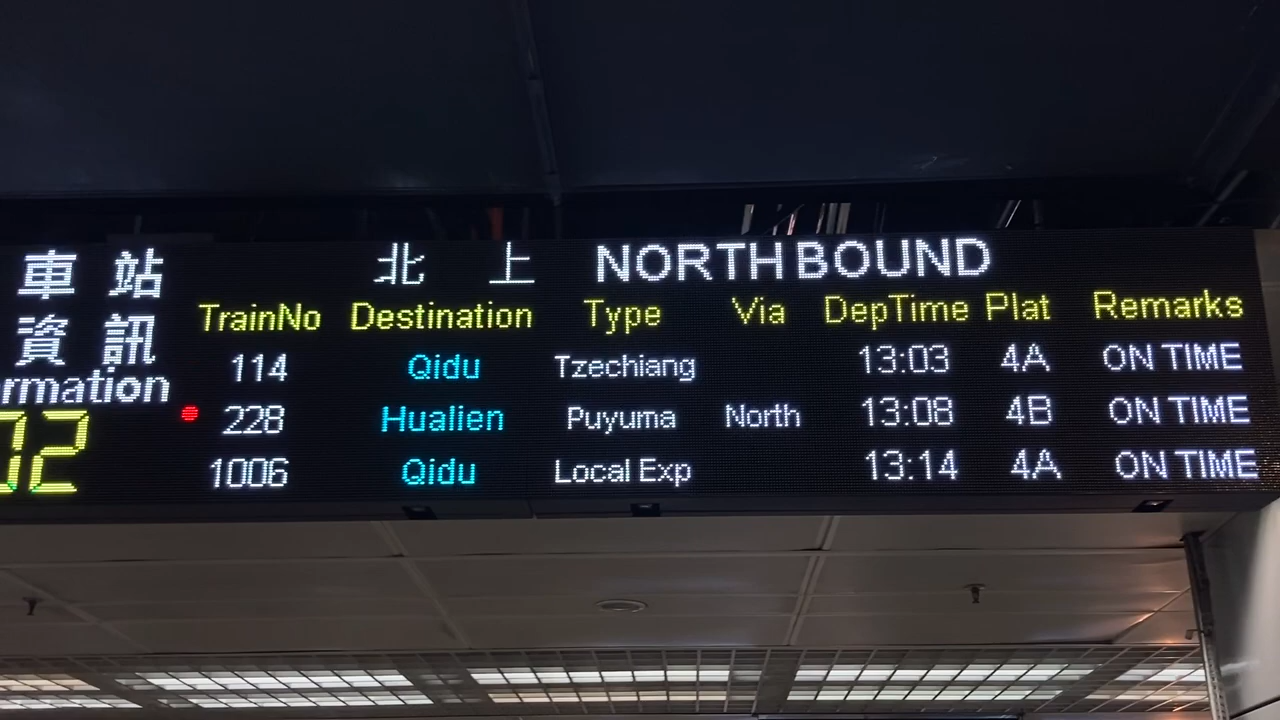 車站 北上 NORTHBOUND
資訊
ormation
02
TrainNo Destination Type Via DepTime Plat Remarks
114 Qidu Tzechiang 13:03 4A ON TIME
228 Hualien Puyuma North 13:08 4B ON TIME
1006 Qidu Local Exp 13:14 4A ON TIME